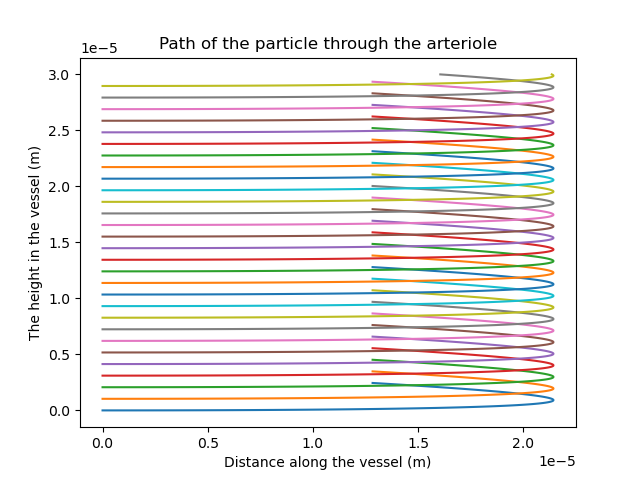 Path of the particle through the arteriole
1e−5
3.0
2.5
2.0
1.5
1.0
0.5
0.0
The height in the vessel (m)
0.0 0.5 1.0 1.5 2.0
1e−5
Distance along the vessel (m)